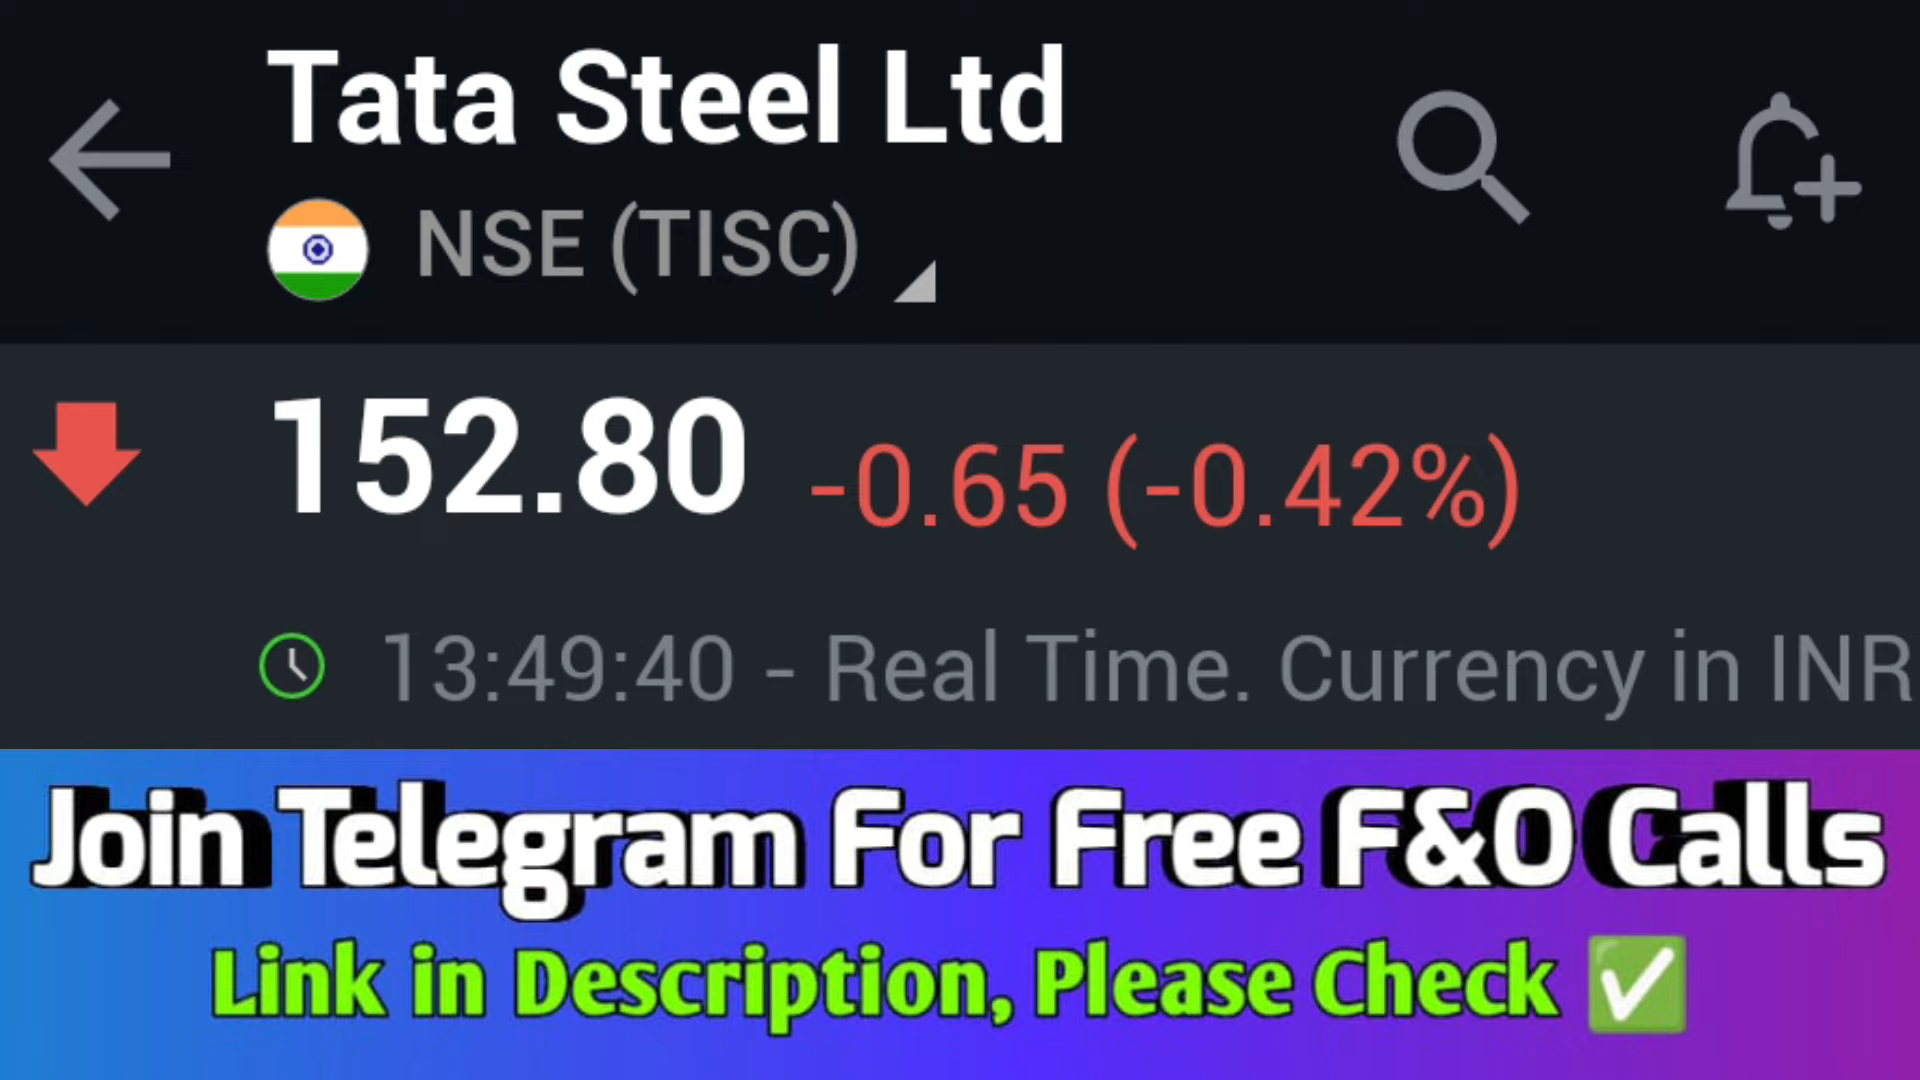 Tata Steel Ltd
NSE (TISC)
152.80 -0.65 (-0.42%)
13:49:40 - Real Time. Currency in INR
Join Telegram For Free F&O Calls
Link in Description, Please Check ✅